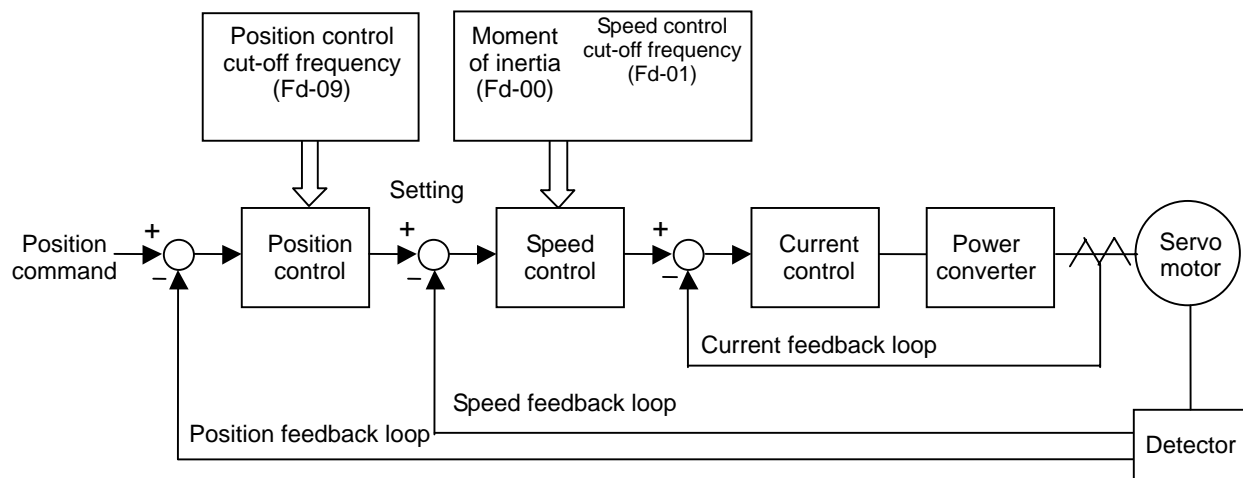 Position control
cut-off frequency
(Fd-09)
Moment
of inertia
(Fd-00)
Speed control
cut-off frequency
(Fd-01)
Setting
Position
command
+
−
Position
control
+
−
Speed
control
+
−
Current
control
Power
converter
Servo
motor
Current feedback loop
Speed feedback loop
Position feedback loop
Detector